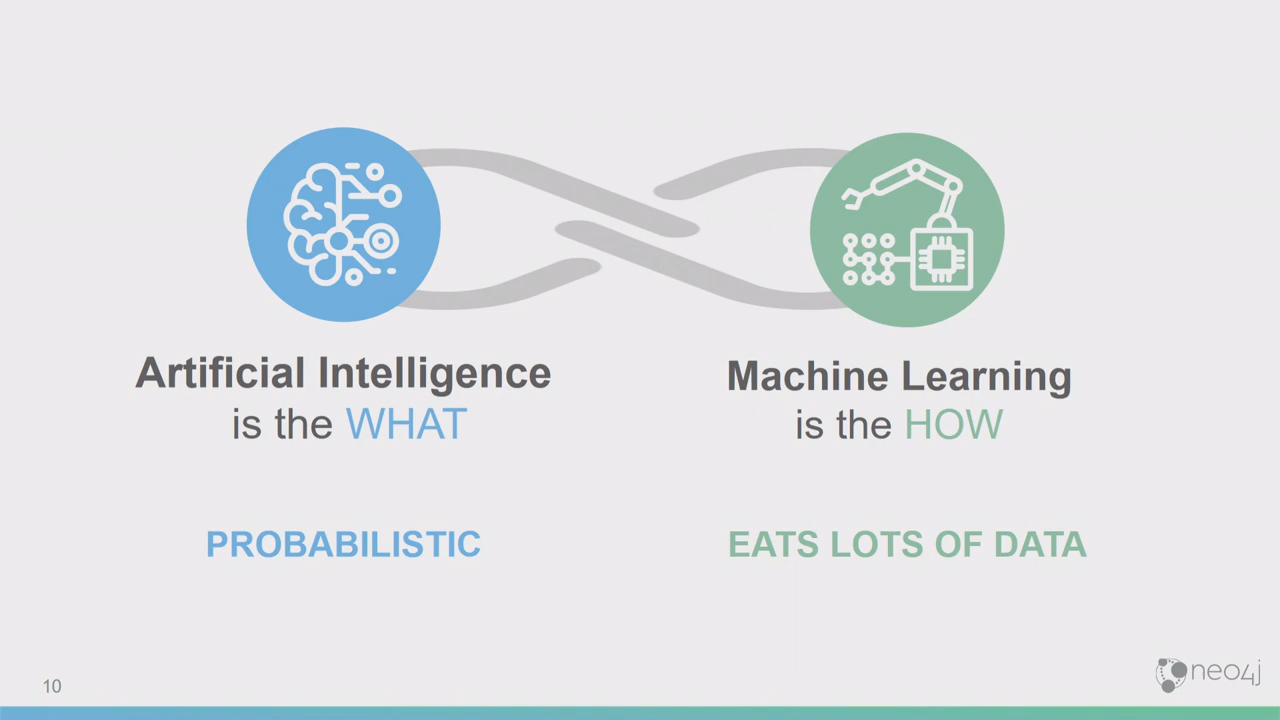 Artificial Intelligence
is the WHAT
Machine Learning
is the HOW
PROBABILISTIC
EATS LOTS OF DATA
10
neo4j